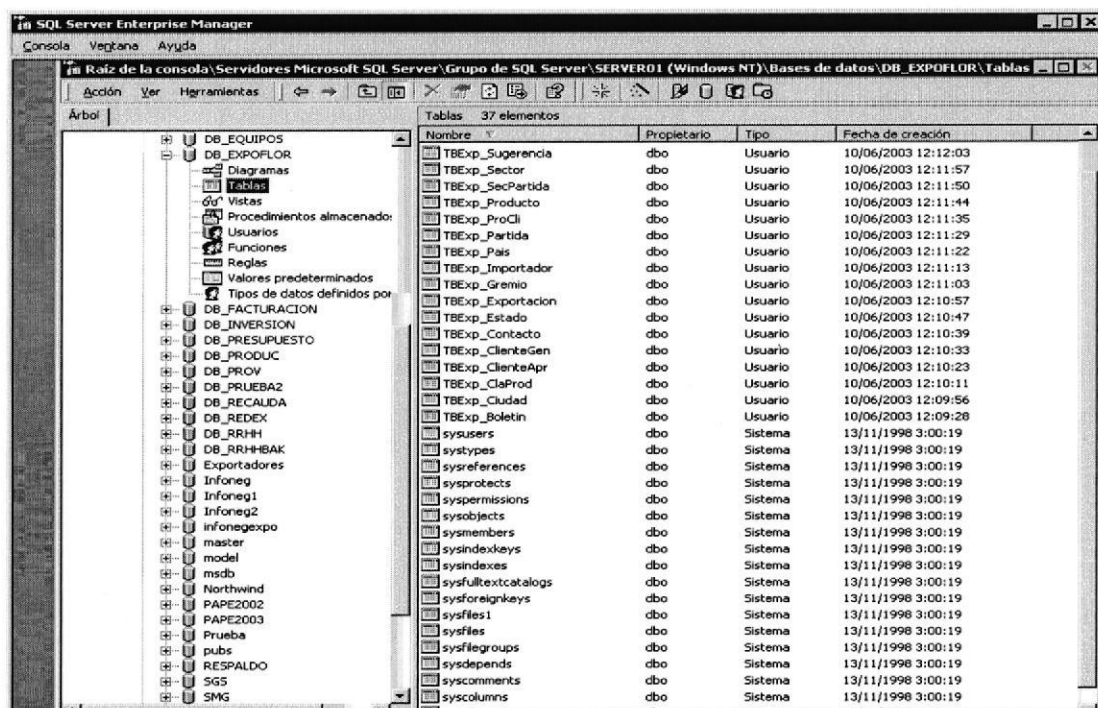 SQL Server Enterprise Manager
Consola Ventana Ayuda
Raíz de la consola\Servidores Microsoft SQL Server\Grupo de SQL Server\SERVER01 (Windows NT)\Bases de datos\DB_EXPOFLOR\Tablas
Acción Ver Herramientas
Árbol
DB_EQUIPOS
DB_EXPOFLOR
Diagramas
Tablas
Vistas
Procedimientos almacenados
Usuarios
Funciones
Reglas
Valores predeterminados
Tipos de datos definidos por
DB_FACTURACION
DB_INVERSION
DB_PRESUPUESTO
DB_PRODUC
DB_PROV
DB_PRUEBA2
DB_RECAUDA
DB_REDEX
DB_RRHH
DB_RRHHBAK
Exportadores
Infoneg
Infoneg1
Infoneg2
infonegexpo
master
model
msdb
Northwind
PAPE2002
PAPE2003
Prueba
pubs
RESPALDO
SGS
SMG
Tablas 37 elementos
Nombre Propietario Tipo Fecha de creación
TBExp_Sugerencia dbo Usuario 10/06/2003 12:12:03
TBExp_Sector dbo Usuario 10/06/2003 12:11:57
TBExp_SecPartida dbo Usuario 10/06/2003 12:11:50
TBExp_Producto dbo Usuario 10/06/2003 12:11:44
TBExp_ProCli dbo Usuario 10/06/2003 12:11:35
TBExp_Partida dbo Usuario 10/06/2003 12:11:29
TBExp_Pais dbo Usuario 10/06/2003 12:11:22
TBExp_Importador dbo Usuario 10/06/2003 12:11:13
TBExp_Gremio dbo Usuario 10/06/2003 12:11:03
TBExp_Exportacion dbo Usuario 10/06/2003 12:10:57
TBExp_Estado dbo Usuario 10/06/2003 12:10:47
TBExp_Contacto dbo Usuario 10/06/2003 12:10:39
TBExp_ClienteGen dbo Usuario 10/06/2003 12:10:33
TBExp_ClienteApr dbo Usuario 10/06/2003 12:10:23
TBExp_ClaProd dbo Usuario 10/06/2003 12:10:11
TBExp_Ciudad dbo Usuario 10/06/2003 12:09:56
TBExp_Boletin dbo Usuario 10/06/2003 12:09:28
sysusers dbo Sistema 13/11/1998 3:00:19
systypes dbo Sistema 13/11/1998 3:00:19
sysreferences dbo Sistema 13/11/1998 3:00:19
sysprotects dbo Sistema 13/11/1998 3:00:19
syspermissions dbo Sistema 13/11/1998 3:00:19
sysobjects dbo Sistema 13/11/1998 3:00:19
sysmembers dbo Sistema 13/11/1998 3:00:19
sysindexkeys dbo Sistema 13/11/1998 3:00:19
sysindexes dbo Sistema 13/11/1998 3:00:19
sysfulltextcatalogs dbo Sistema 13/11/1998 3:00:19
sysforeignkeys dbo Sistema 13/11/1998 3:00:19
sysfiles1 dbo Sistema 13/11/1998 3:00:19
sysfiles dbo Sistema 13/11/1998 3:00:19
sysfilegroups dbo Sistema 13/11/1998 3:00:19
sysdepends dbo Sistema 13/11/1998 3:00:19
syscomments dbo Sistema 13/11/1998 3:00:19
syscolumns dbo Sistema 13/11/1998 3:00:19